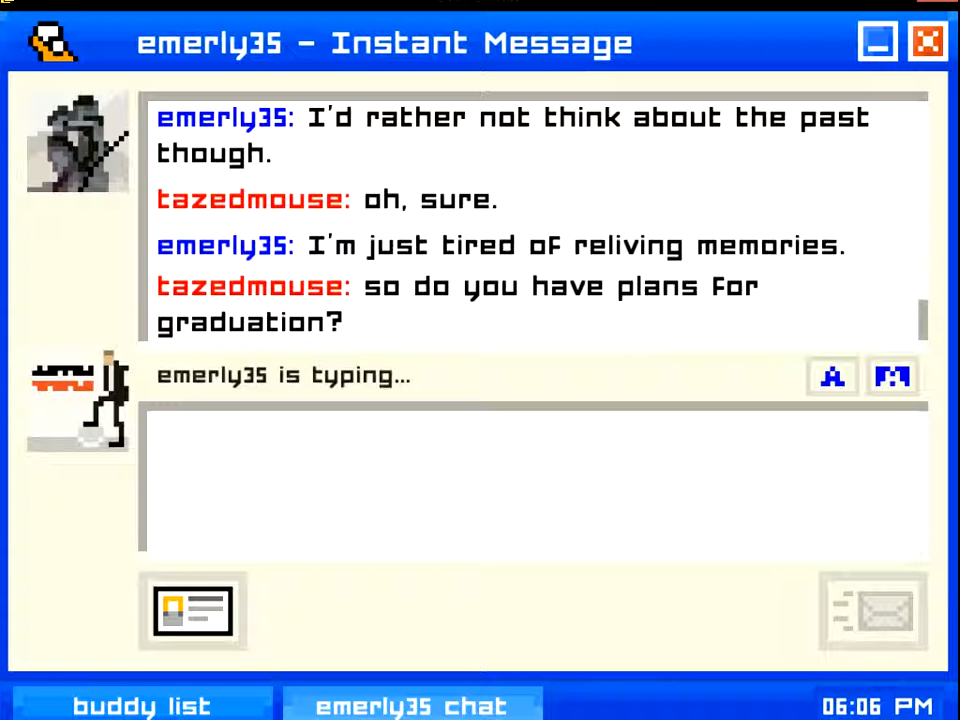 emerly35 - Instant Message
emerly35: I'd rather not think about the past
though.
tazedmouse: oh, sure.
emerly35: I'm just tired of reliving memories.
tazedmouse: so do you have plans for
graduation?
emerly35 is typing...
A
buddy list
emerly35 chat
06:06 PM